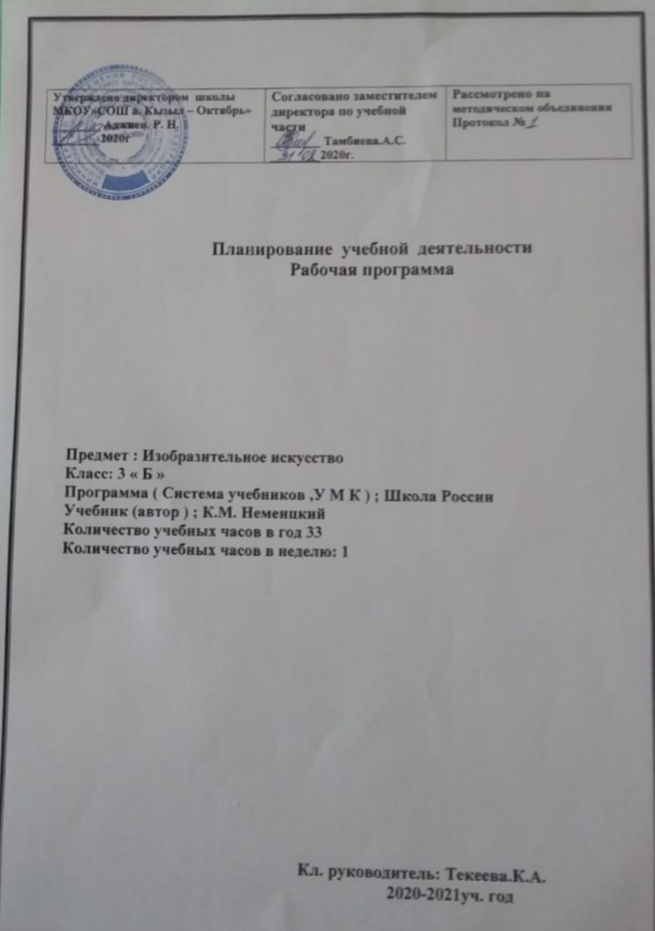 Утверждено директором школы
МКОУ«СОШ а. Кызыл – Октябрь»
Аджиев. Р. Н.
2020г
Согласовано заместителем
директора по учебной
части
Тамбиева.А.С.
31 08 2020г.
Рассмотрено на
методическом объединении
Протокол № 1
Планирование учебной деятельности
Рабочая программа
Предмет : Изобразительное искусство
Класс: 3 « Б »
Программа ( Система учебников ,У М К ) ; Школа России
Учебник (автор ) ; К.М. Неменцкий
Количество учебных часов в год 33
Количество учебных часов в неделю: 1
Кл. руководитель: Текеева.К.А.
2020-2021уч. год